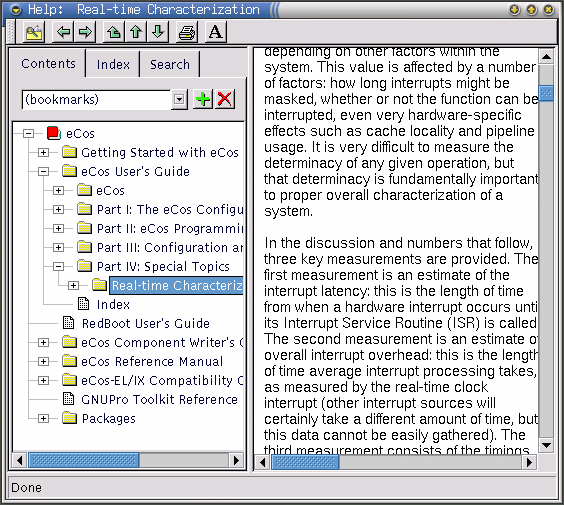 Help: Real-time Characterization
A
Contents
Index
Search
(bookmarks)
eCos
Getting Started with eCos
eCos User's Guide
eCos
Part I: The eCos Configu
Part II: eCos Programmin
Part III: Configuration an
Part IV: Special Topics
Real-time Characteriz
Index
RedBoot User's Guide
eCos Component Writer's G
eCos Reference Manual
eCos-EL/IX Compatibility G
GNUPro Toolkit Reference
Packages
depending on other factors within the
system. This value is affected by a number
of factors: how long interrupts might be
masked, whether or not the function can be
interrupted, even very hardware-specific
effects such as cache locality and pipeline
usage. It is very difficult to measure the
determinacy of any given operation, but
that determinacy is fundamentally important
to proper overall characterization of a
system.
In the discussion and numbers that follow,
three key measurements are provided. The
first measurement is an estimate of the
interrupt latency: this is the length of time
from when a hardware interrupt occurs until
its Interrupt Service Routine (ISR) is called.
The second measurement is an estimate of
overall interrupt overhead: this is the length
of time average interrupt processing takes,
as measured by the real-time clock
interrupt (other interrupt sources will
certainly take a different amount of time, but
this data cannot be easily gathered). The
third measurement consists of the timings
Done